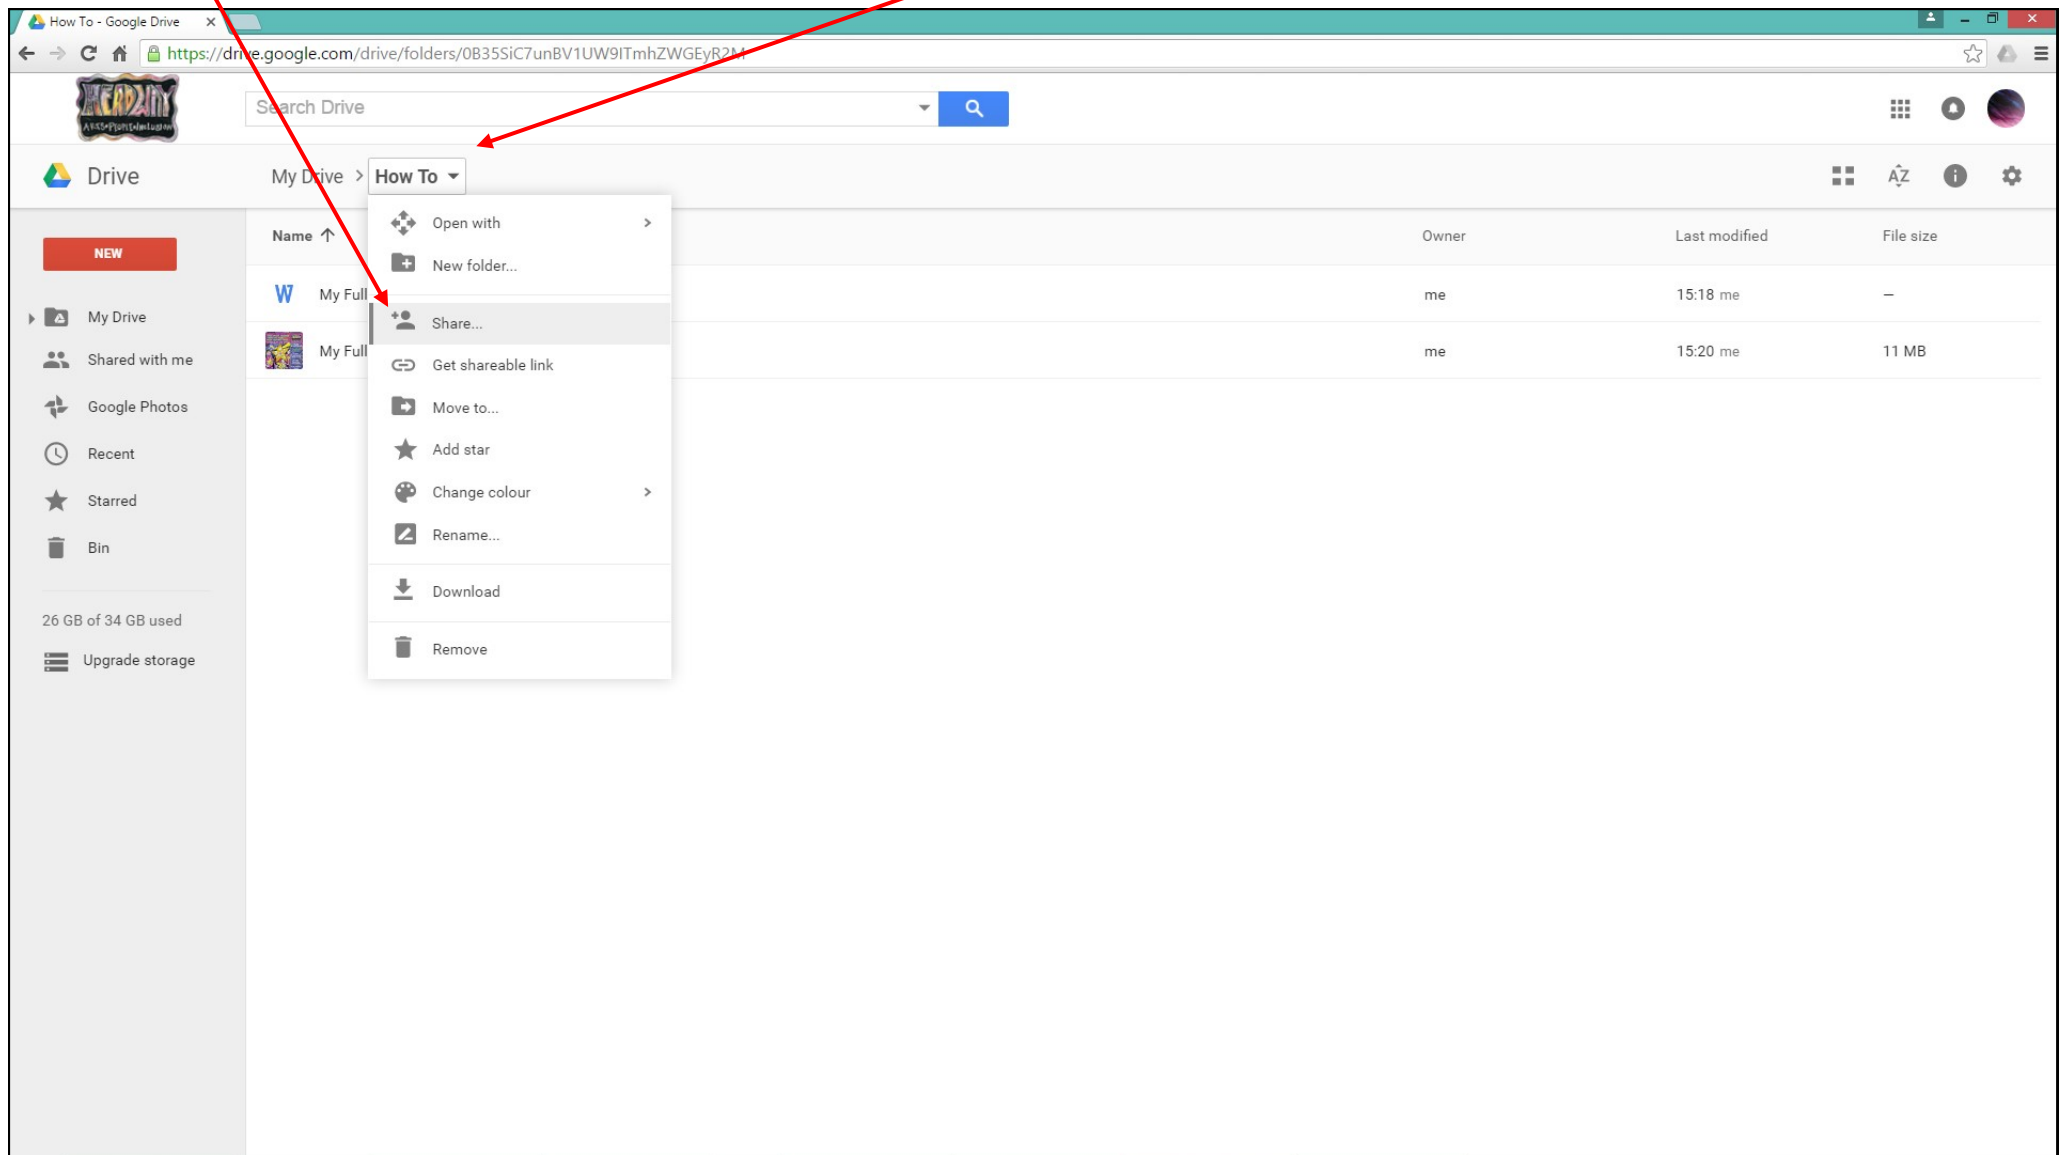 How To - Google Drive
https://drive.google.com/drive/folders/0B35SiC7unBV1UW9ITmhZWGEyR2M
Search Drive
Drive
My Drive > How To
NEW
My Drive
Shared with me
Google Photos
Recent
Starred
Bin
26 GB of 34 GB used
Upgrade storage
Name Owner Last modified File size
My Full me 15:18 me –
My Full me 15:20 me 11 MB
Open with
New folder...
Share...
Get shareable link
Move to...
Add star
Change colour
Rename...
Download
Remove